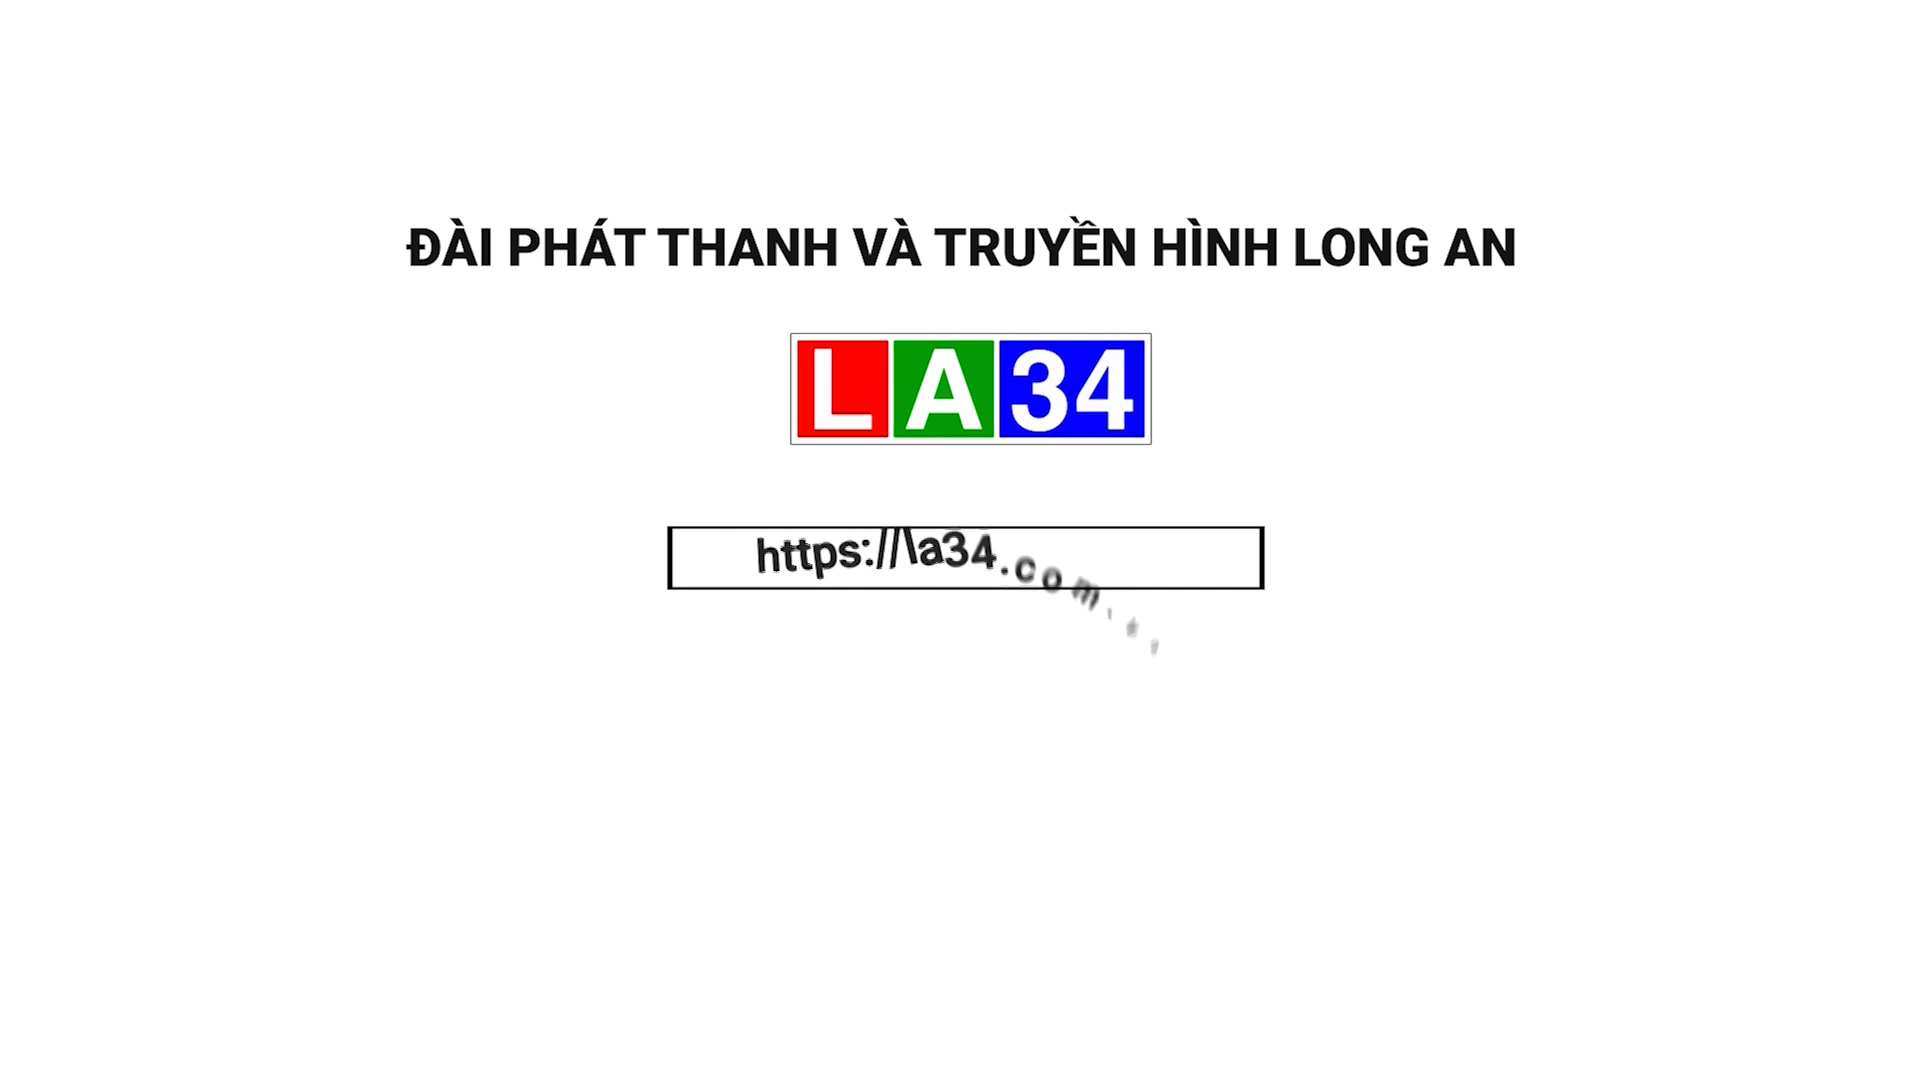 ĐÀI PHÁT THANH VÀ TRUYỀN HÌNH LONG AN
LA34
https://la34.com